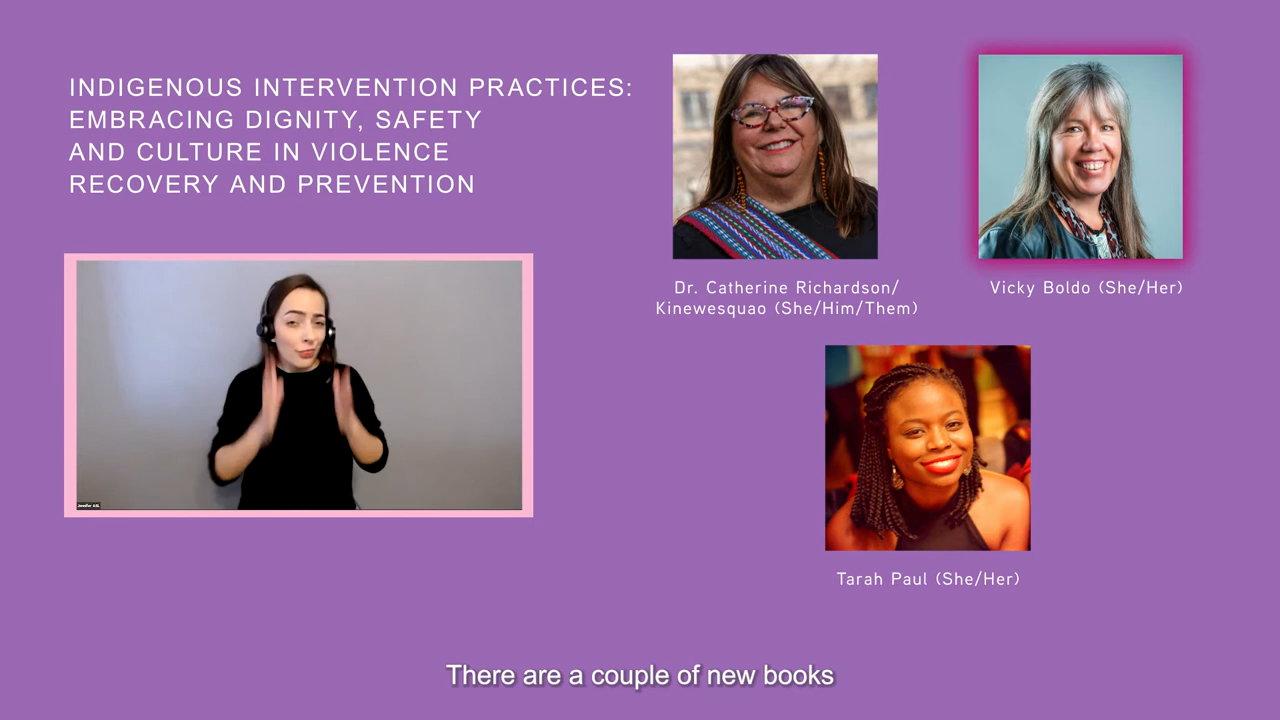 INDIGENOUS INTERVENTION PRACTICES:
EMBRACING DIGNITY, SAFETY
AND CULTURE IN VIOLENCE
RECOVERY AND PREVENTION
Dr. Catherine Richardson/
Kinewesquao (She/Him/Them)
Vicky Boldo (She/Her)
Tarah Paul (She/Her)
There are a couple of new books